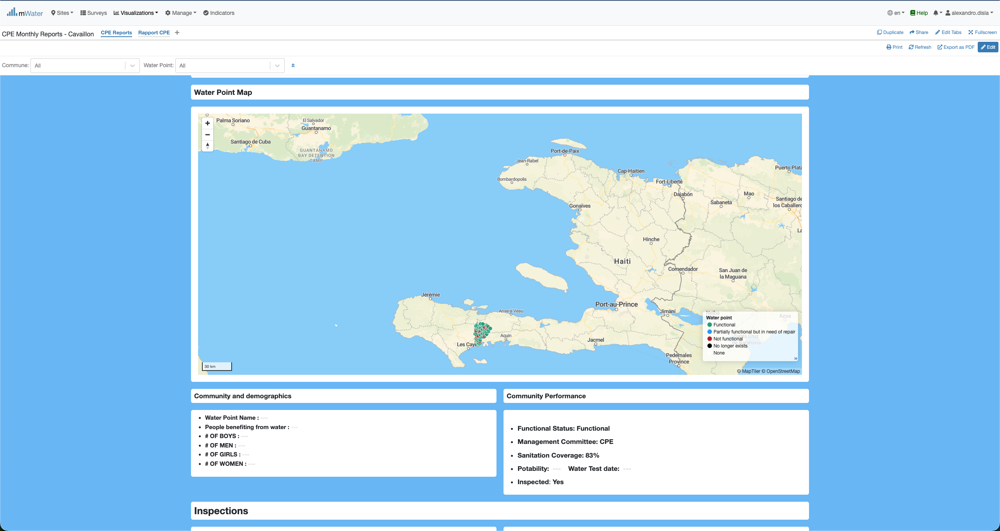 mWater Sites Surveys Visualizations Manage Indicators en Help alexandro.disla
CPE Monthly Reports - Cavaillon CPE Reports Rapport CPE + Duplicate Share Edit Tabs Fullscreen
Print Refresh Export as PDF Edit
Commune: All Water Point: All
Water Point Map
Palma Soriano
El Salvador
Guantanamo
Santiago de Cuba
GUANTANAMO
BAY DETENTION
CAMP
Port-de-Paix
Jean-Rabel
Cap-Haitien
Puerto Plata
Bombardopolis
Fort-Liberté
Dajabón
Mao
Sabaneta
Santiago de
los Caballero
Gonaïves
La
Hinche
Haiti
Comendador
San Juan de
la Maguana
Jérémie
Port-au-Prince
Anse-à-Veau
Jimaní
Neiba
Azua
Aquin
Les Caye
Jacmel
Santa Cruz
de Barahona
Pedernales
Province
Water point
Functional
Partially functional but in need of repair
Not functional
No longer exists
None
»
30 km
© MapTiler © OpenStreetMap
Community and demographics
• Water Point Name : ---
• People benefiting from water : ---
• # OF BOYS : ---
• # OF MEN : ---
• # OF GIRLS : ---
• # OF WOMEN : ---
Community Performance
• Functional Status: Functional
• Management Committee: CPE
• Sanitation Coverage: 83%
• Potability: --- Water Test date: ---
• Inspected: Yes
Inspections